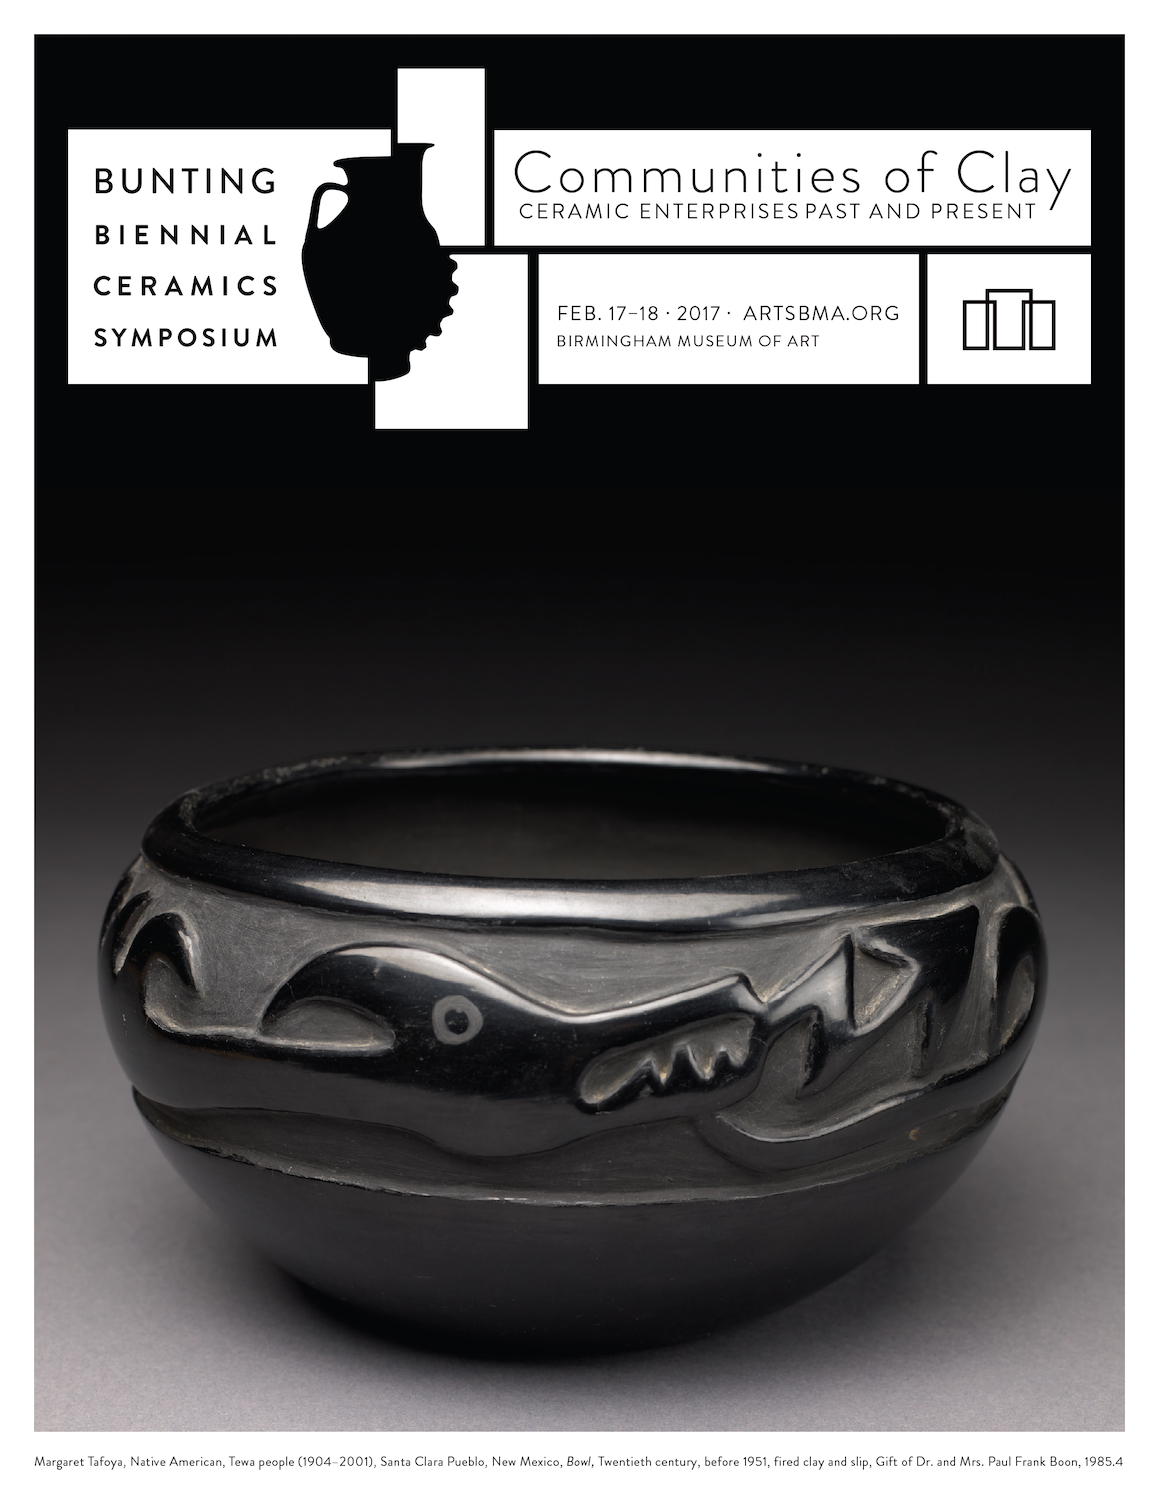 BUNTING
BIENNIAL
CERAMICS
SYMPOSIUM
Communities of Clay
CERAMIC ENTERPRISES PAST AND PRESENT
FEB. 17–18 · 2017 · ARTSBMA.ORG
BIRMINGHAM MUSEUM OF ART
Margaret Tafoya, Native American, Tewa people (1904–2001), Santa Clara Pueblo, New Mexico, Bowl, Twentieth century, before 1951, fired clay and slip, Gift of Dr. and Mrs. Paul Frank Boon, 1985.4